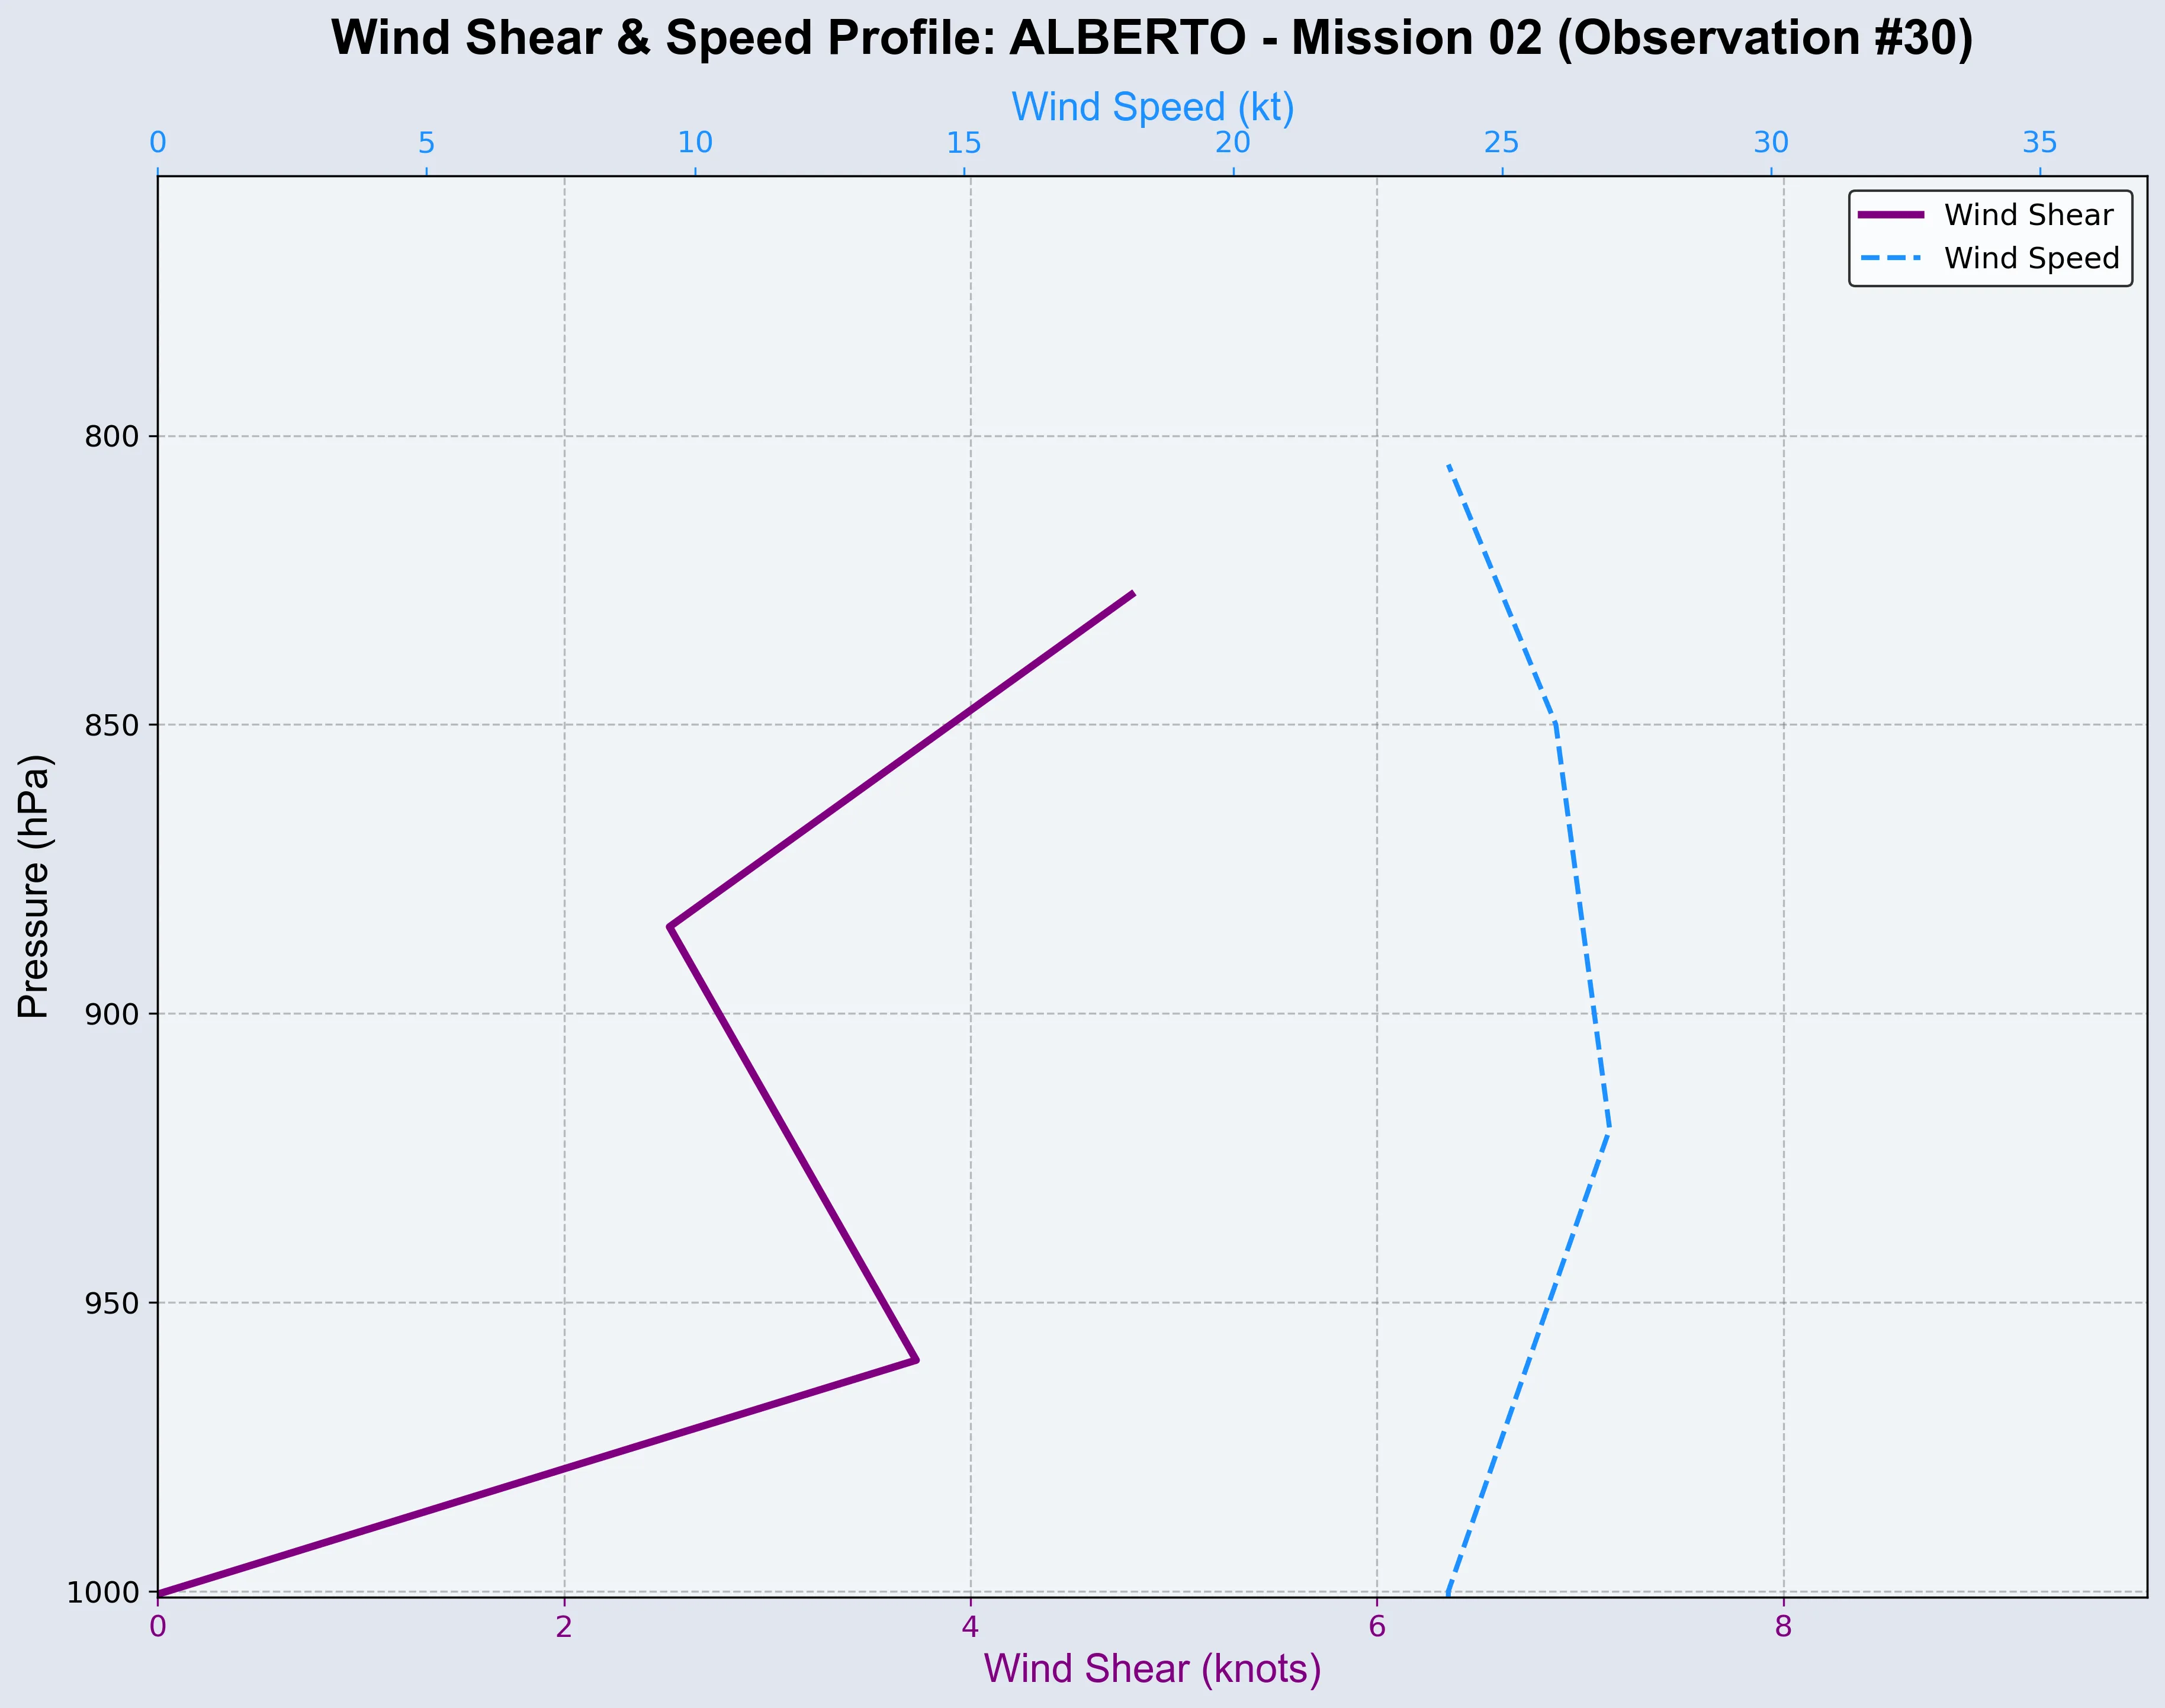 Wind Shear & Speed Profile: ALBERTO - Mission 02 (Observation #30)
Wind Speed (kt)
0 5 10 15 20 25 30 35
Wind Shear
Wind Speed
Pressure (hPa)
800
850
900
950
1000
0 2 4 6 8
Wind Shear (knots)